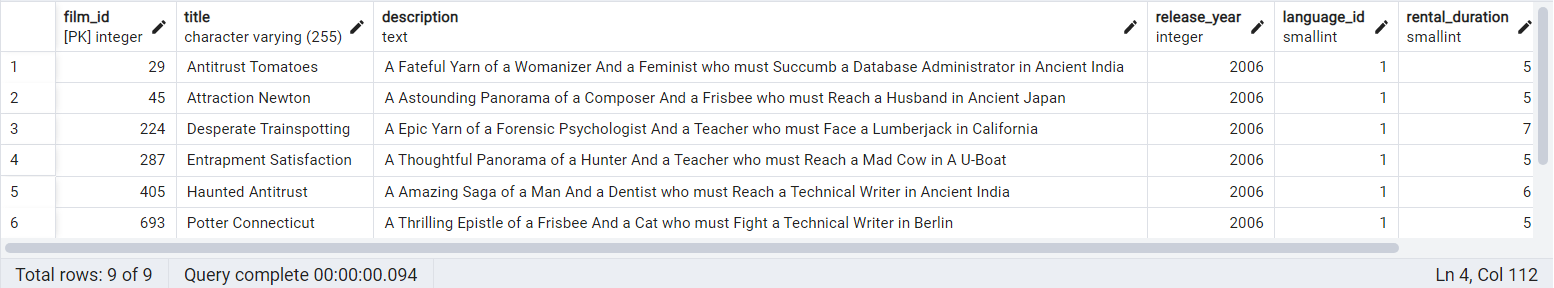 film_id title description release_year language_id rental_duration
[PK] integer character varying (255) text integer smallint smallint
1 29 Antitrust Tomatoes A Fateful Yarn of a Womanizer And a Feminist who must Succumb a Database Administrator in Ancient India 2006 1 5
2 45 Attraction Newton A Astounding Panorama of a Composer And a Frisbee who must Reach a Husband in Ancient Japan 2006 1 5
3 224 Desperate Trainspotting A Epic Yarn of a Forensic Psychologist And a Teacher who must Face a Lumberjack in California 2006 1 7
4 287 Entrapment Satisfaction A Thoughtful Panorama of a Hunter And a Teacher who must Reach a Mad Cow in A U-Boat 2006 1 5
5 405 Haunted Antitrust A Amazing Saga of a Man And a Dentist who must Reach a Technical Writer in Ancient India 2006 1 6
6 693 Potter Connecticut A Thrilling Epistle of a Frisbee And a Cat who must Fight a Technical Writer in Berlin 2006 1 5
Total rows: 9 of 9 Query complete 00:00:00.094 Ln 4, Col 112